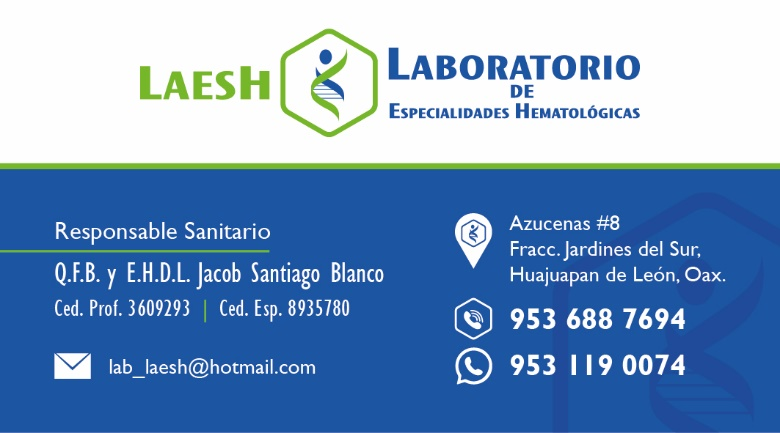 LAESH
LABORATORIO
DE
ESPECIALIDADES HEMATOLÓGICAS
Responsable Sanitario
Q.F.B. y E.H.D.L. Jacob Santiago Blanco
Ced. Prof. 3609293 | Ced. Esp. 8935780
lab_laesh@hotmail.com
Azucenas #8
Fracc. Jardines del Sur,
Huajuapan de León, Oax.
953 688 7694
953 119 0074